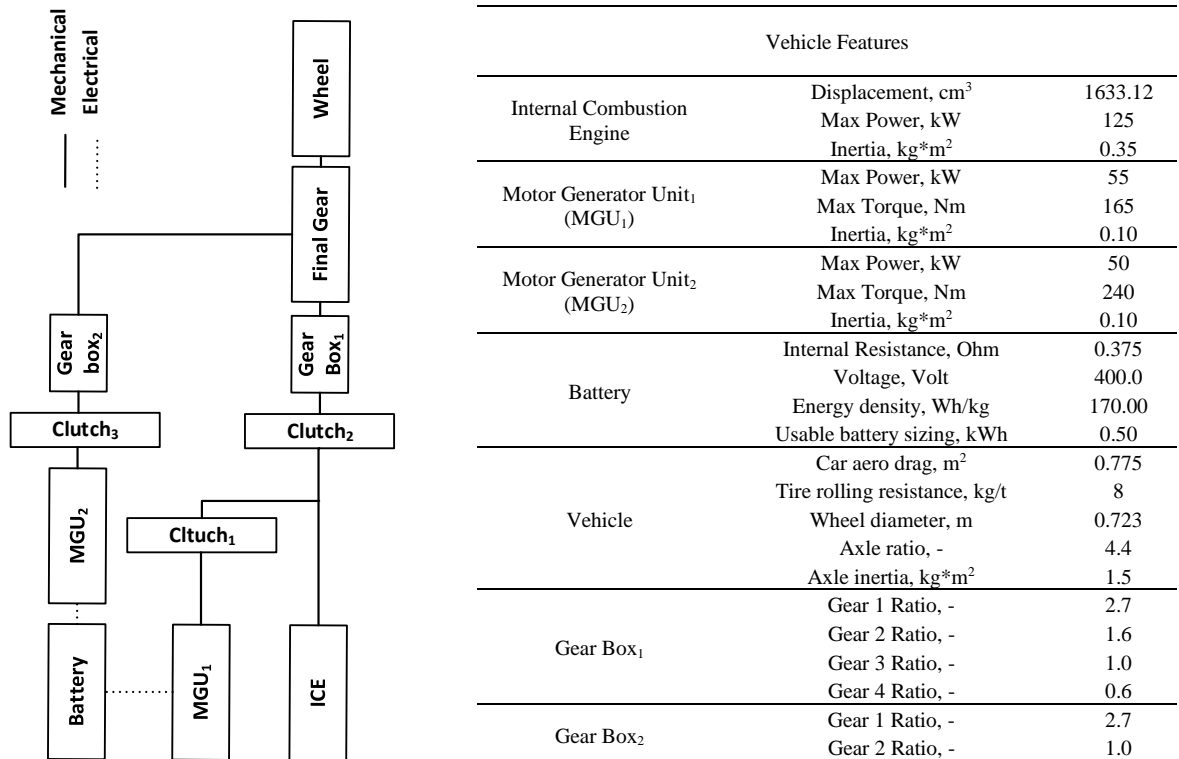 Mechanical
Electrical
Wheel
Final Gear
Gear
box₂
Gear
Box₁
Clutch₃
Clutch₂
MGU₂
Cltuch₁
Battery
MGU₁
ICE
Vehicle Features
Internal Combustion
Engine
Displacement, cm³ 1633.12
Max Power, kW 125
Inertia, kg*m² 0.35
Motor Generator Unit₁
(MGU₁)
Max Power, kW 55
Max Torque, Nm 165
Inertia, kg*m² 0.10
Motor Generator Unit₂
(MGU₂)
Max Power, kW 50
Max Torque, Nm 240
Inertia, kg*m² 0.10
Battery
Internal Resistance, Ohm 0.375
Voltage, Volt 400.0
Energy density, Wh/kg 170.00
Usable battery sizing, kWh 0.50
Vehicle
Car aero drag, m² 0.775
Tire rolling resistance, kg/t 8
Wheel diameter, m 0.723
Axle ratio, - 4.4
Axle inertia, kg*m² 1.5
Gear Box₁
Gear 1 Ratio, - 2.7
Gear 2 Ratio, - 1.6
Gear 3 Ratio, - 1.0
Gear 4 Ratio, - 0.6
Gear Box₂
Gear 1 Ratio, - 2.7
Gear 2 Ratio, - 1.0